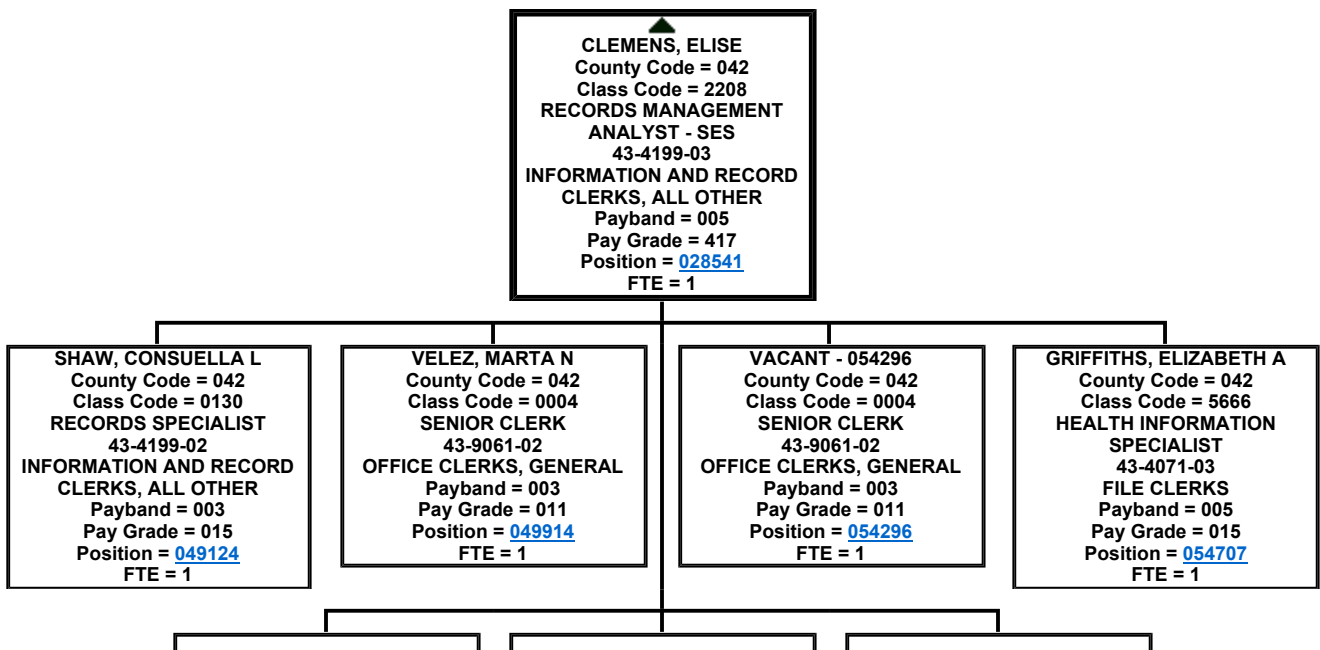 CLEMENS, ELISE
County Code = 042
Class Code = 2208
RECORDS MANAGEMENT
ANALYST - SES
43-4199-03
INFORMATION AND RECORD
CLERKS, ALL OTHER
Payband = 005
Pay Grade = 417
Position = 028541
FTE = 1
SHAW, CONSUELLA L
County Code = 042
Class Code = 0130
RECORDS SPECIALIST
43-4199-02
INFORMATION AND RECORD
CLERKS, ALL OTHER
Payband = 003
Pay Grade = 015
Position = 049124
FTE = 1
VELEZ, MARTA N
County Code = 042
Class Code = 0004
SENIOR CLERK
43-9061-02
OFFICE CLERKS, GENERAL
Payband = 003
Pay Grade = 011
Position = 049914
FTE = 1
VACANT - 054296
County Code = 042
Class Code = 0004
SENIOR CLERK
43-9061-02
OFFICE CLERKS, GENERAL
Payband = 003
Pay Grade = 011
Position = 054296
FTE = 1
GRIFFITHS, ELIZABETH A
County Code = 042
Class Code = 5666
HEALTH INFORMATION
SPECIALIST
43-4071-03
FILE CLERKS
Payband = 005
Pay Grade = 015
Position = 054707
FTE = 1